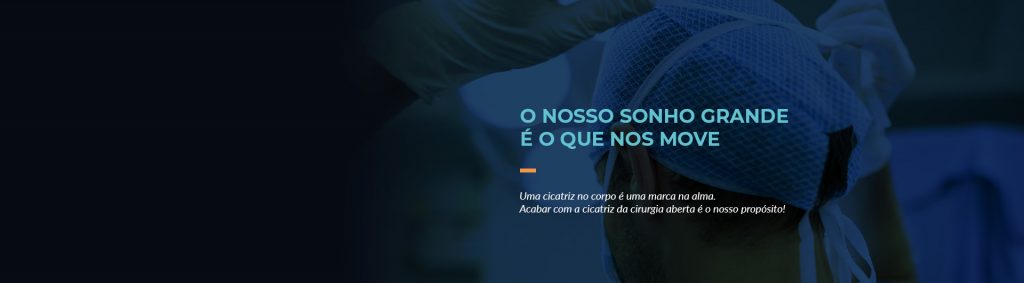 O NOSSO SONHO GRANDE
É O QUE NOS MOVE
Uma cicatriz no corpo é uma marca na alma.
Acabar com a cicatriz da cirurgia aberta é o nosso propósito!